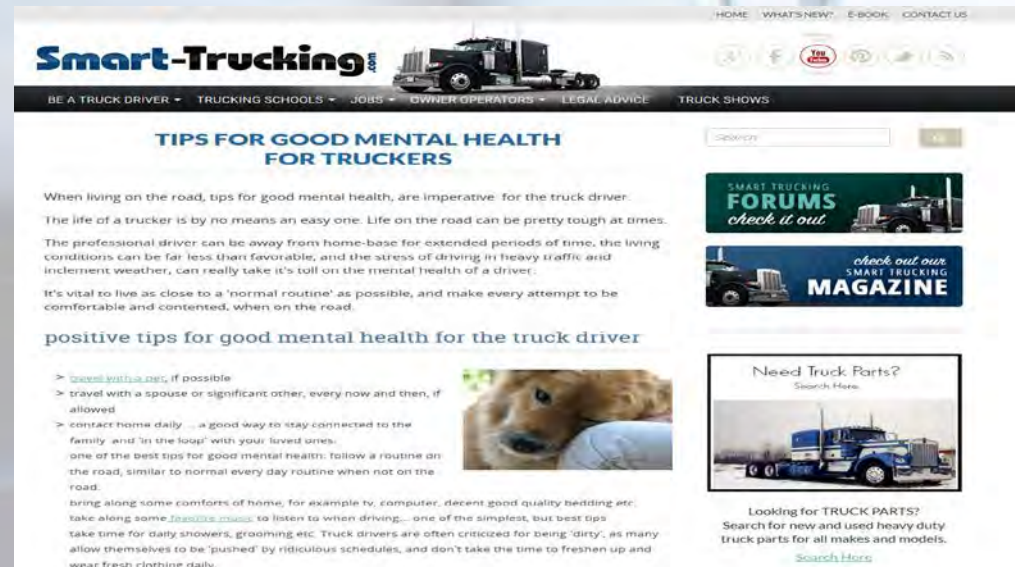 HOME WHAT'S NEW? E-BOOK CONTACT US
Smart-Trucking.com
You
Tube
BE A TRUCK DRIVER TRUCKING SCHOOLS JOBS OWNER OPERATORS LEGAL ADVICE TRUCK SHOWS
TIPS FOR GOOD MENTAL HEALTH
FOR TRUCKERS
When living on the road, tips for good mental health, are imperative for the truck driver.
The life of a trucker is by no means an easy one. Life on the road can be pretty tough at times.
The professional driver can be away from home-base for extended periods of time, the living
conditions can be far less than favorable, and the stress of driving in heavy traffic and
inclement weather, can really take it's toll on the mental health of a driver.
It's vital to live as close to a 'normal routine' as possible, and make every attempt to be
comfortable and contented, when on the road.
positive tips for good mental health for the truck driver
> travel with a pet, if possible
> travel with a spouse or significant other, every now and then, if
allowed
> contact home daily ... a good way to stay connected to the
family and 'in the loop' with your loved ones.
one of the best tips for good mental health: follow a routine on
the road, similar to normal every day routine when not on the
road.
bring along some comforts of home, for example tv, computer, decent good quality bedding etc.
take along some favorite music to listen to when driving... one of the simplest, but best tips
take time for daily showers, grooming etc. Truck drivers are often criticized for being 'dirty', as many
allow themselves to be 'pushed' by ridiculous schedules, and don't take the time to freshen up and
wear fresh clothing daily.
Search
SMART TRUCKING
FORUMS
check it out
check out our
SMART TRUCKING
MAGAZINE
Need Truck Parts?
Search Here
Looking for TRUCK PARTS?
Search for new and used heavy duty
truck parts for all makes and models.
Search Here